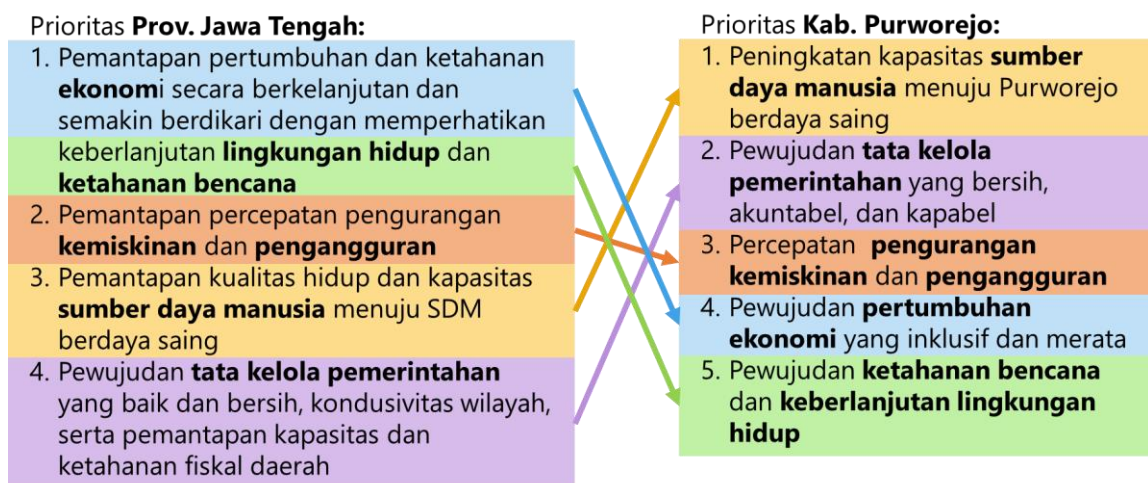 Prioritas Prov. Jawa Tengah:
1. Pemantapan pertumbuhan dan ketahanan
ekonomi secara berkelanjutan dan
semakin berdikari dengan memperhatikan
keberlanjutan lingkungan hidup dan
ketahanan bencana
2. Pemantapan percepatan pengurangan
kemiskinan dan pengangguran
3. Pemantapan kualitas hidup dan kapasitas
sumber daya manusia menuju SDM
berdaya saing
4. Pewujudan tata kelola pemerintahan
yang baik dan bersih, kondusivitas wilayah,
serta pemantapan kapasitas dan
ketahanan fiskal daerah
Prioritas Kab. Purworejo:
1. Peningkatan kapasitas sumber
daya manusia menuju Purworejo
berdaya saing
2. Pewujudan tata kelola
pemerintahan yang bersih,
akuntabel, dan kapabel
3. Percepatan pengurangan
kemiskinan dan pengangguran
4. Pewujudan pertumbuhan
ekonomi yang inklusif dan merata
5. Pewujudan ketahanan bencana
dan keberlanjutan lingkungan
hidup